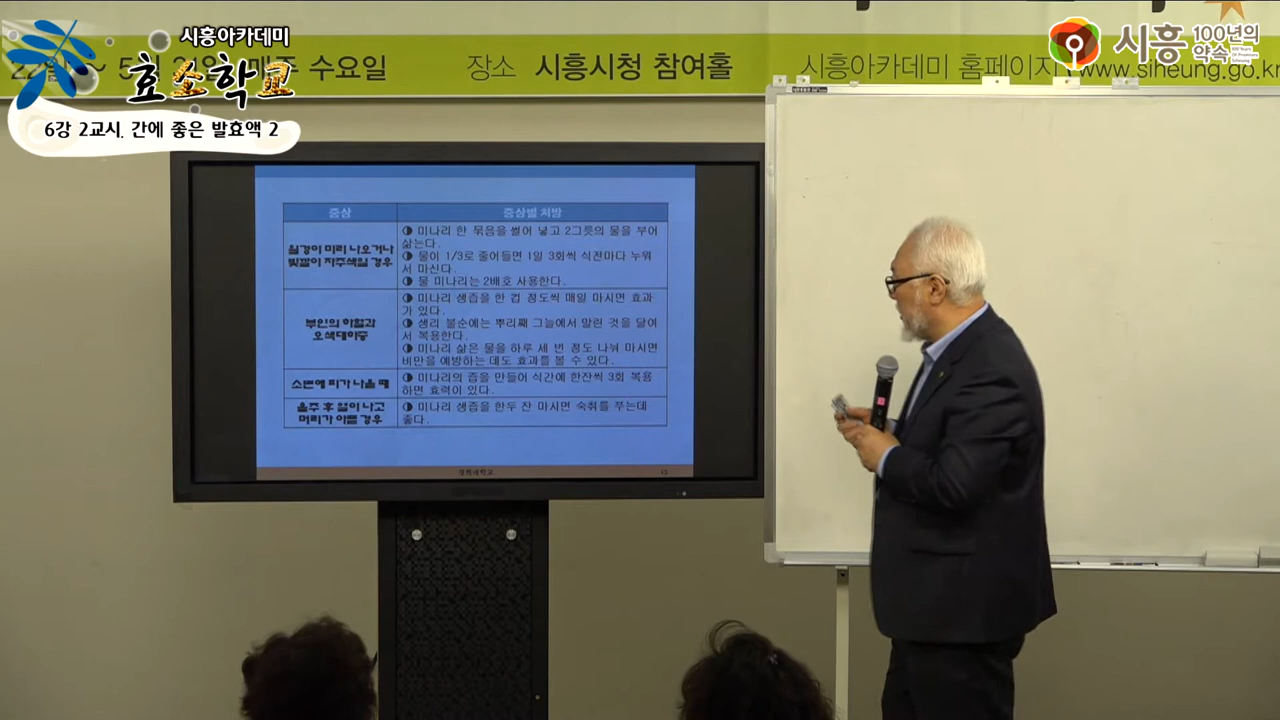 시흥아카데미
효소학교
6강 2교시. 간에 좋은 발효액 2
매주 수요일
장소 시흥시청 참여홀
시흥아카데미 홈페이지 (www.siheung.go.kr
시흥 100년의 약속
증상
증상별 처방
월경이 미리 나오거나
빛깔이 자주색일 경우
◑ 미나리 한 묶음을 썰어 넣고 2그릇의 물을 부어
삶는다.
◑ 물이 1/3로 줄어들면 1일 3회씩 식전마다 누워
서 마신다.
◑ 물 미나리는 2배호 사용한다.
부인의 하혈과
오색대하증
◑ 미나리 생즙을 한 컵 정도씩 매일 마시면 효과
가 있다.
◑ 생리 불순에는 뿌리째 그늘에서 말린 것을 달여
서 복용한다.
◑ 미나리 삶은 물을 하루 세 번 정도 나눠 마시면
비만을 예방하는 데도 효과를 볼 수 있다.
소변에 피가 나올 때
◑ 미나리의 즙을 만들어 식간에 한잔씩 3회 복용
하면 효력이 있다.
음주 후 열이 나고
머리가 아플 경우
◑ 미나리 생즙을 한두 잔 마시면 숙취를 푸는데
좋다.